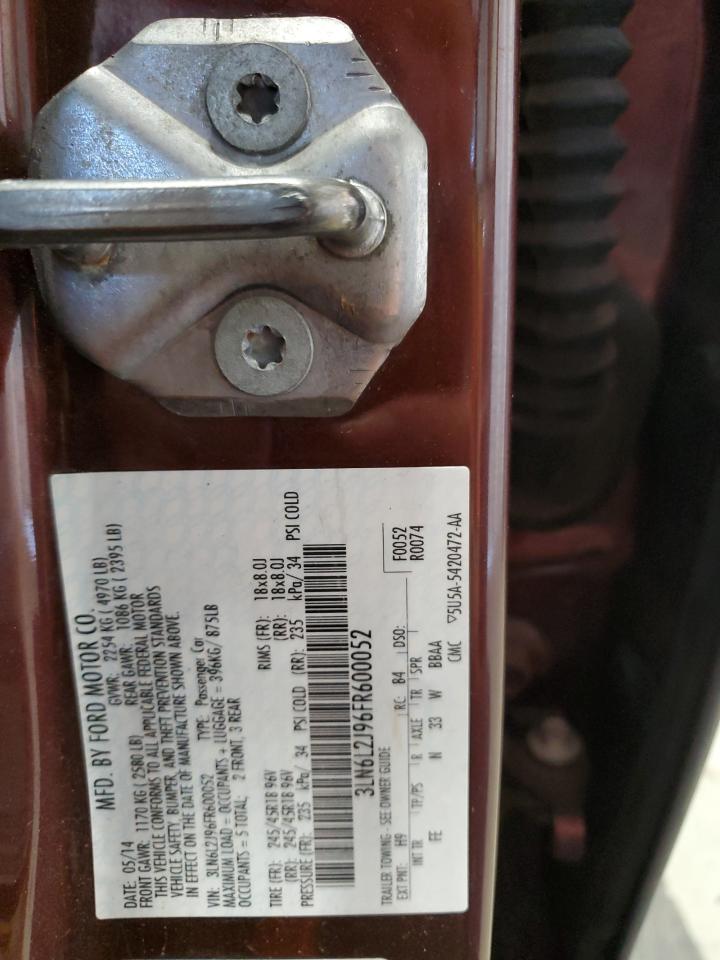 MFD. BY FORD MOTOR CO.
DATE: 05/14 GVWR: 2254 KG ( 4970 LB)
FRONT GAWR: 1170 KG ( 2580 LB) REAR GAWR: 1086 KG ( 2395 LB)
THIS VEHICLE CONFORMS TO ALL APPLICABLE FEDERAL MOTOR
VEHICLE SAFETY, BUMPER, AND THEFT PREVENTION STANDARDS
IN EFFECT ON THE DATE OF MANUFACTURE SHOWN ABOVE.
VIN: 3LN6L2J96FR600052 TYPE: Passenger Car
MAXIMUM LOAD = OCCUPANTS + LUGGAGE = 396KG/ 875LB
OCCUPANTS = 5 TOTAL: 2 FRONT, 3 REAR
TIRE (FR): 245/45R18 96V RIMS (FR): 18x8.0J
(RR): 245/45R18 96V (RR): 18x8.0J
PRESSURE (FR): 235 kPa/ 34 PSI COLD (RR): 235 kPa/ 34 PSI COLD
3LN6L2J96FR600052
TRAILER TOWING - SEE OWNER GUIDE
F0052
EXT PNT: H9 RC: 84 DSO: R0074
INT TR TP/PS R AXLE TR SPR
FE N 33 W BBAA
CMC ▽5U5A-5420472-AA